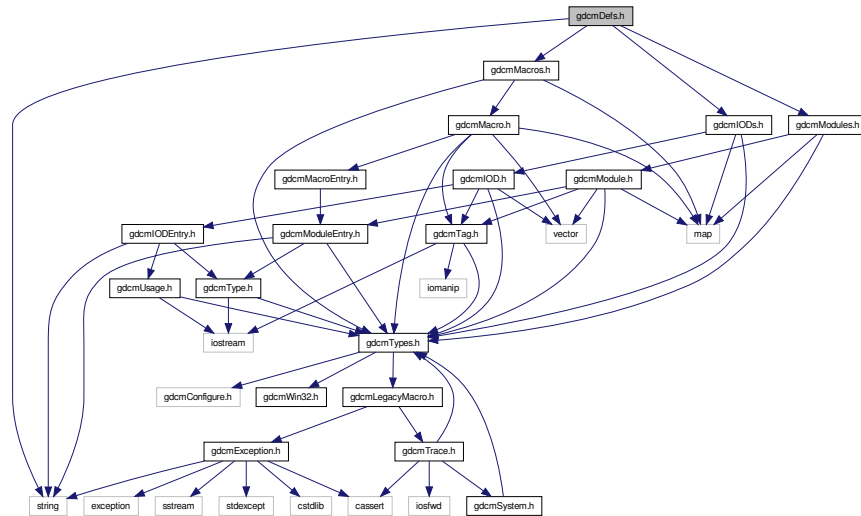 gdcmDefs.h
gdcmMacros.h
gdcmMacro.h
gdcmIODs.h
gdcmModules.h
gdcmMacroEntry.h
gdcmIOD.h
gdcmModule.h
gdcmIODEntry.h
gdcmModuleEntry.h
gdcmTag.h
vector
map
gdcmUsage.h
gdcmType.h
iomanip
iostream
gdcmTypes.h
gdcmConfigure.h
gdcmWin32.h
gdcmLegacyMacro.h
gdcmException.h
gdcmTrace.h
string
exception
sstream
stdexcept
cstdlib
cassert
iosfwd
gdcmSystem.h